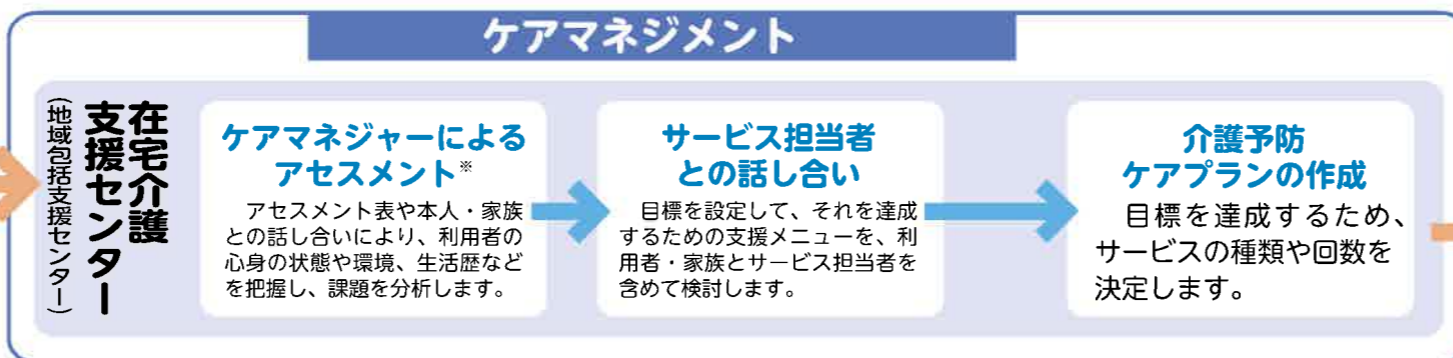 ケアマネジメント
在宅介護
支援センター
（地域包括支援センター）
ケアマネジャーによる
アセスメント※
アセスメント表や本人・家族
との話し合いにより、利用者の
心身の状態や環境、生活歴など
を把握し、課題を分析します。
サービス担当者
との話し合い
目標を設定して、それを達成
するための支援メニューを、利
用者・家族とサービス担当者を
含めて検討します。
介護予防
ケアプランの作成
目標を達成するため、
サービスの種類や回数を
決定します。